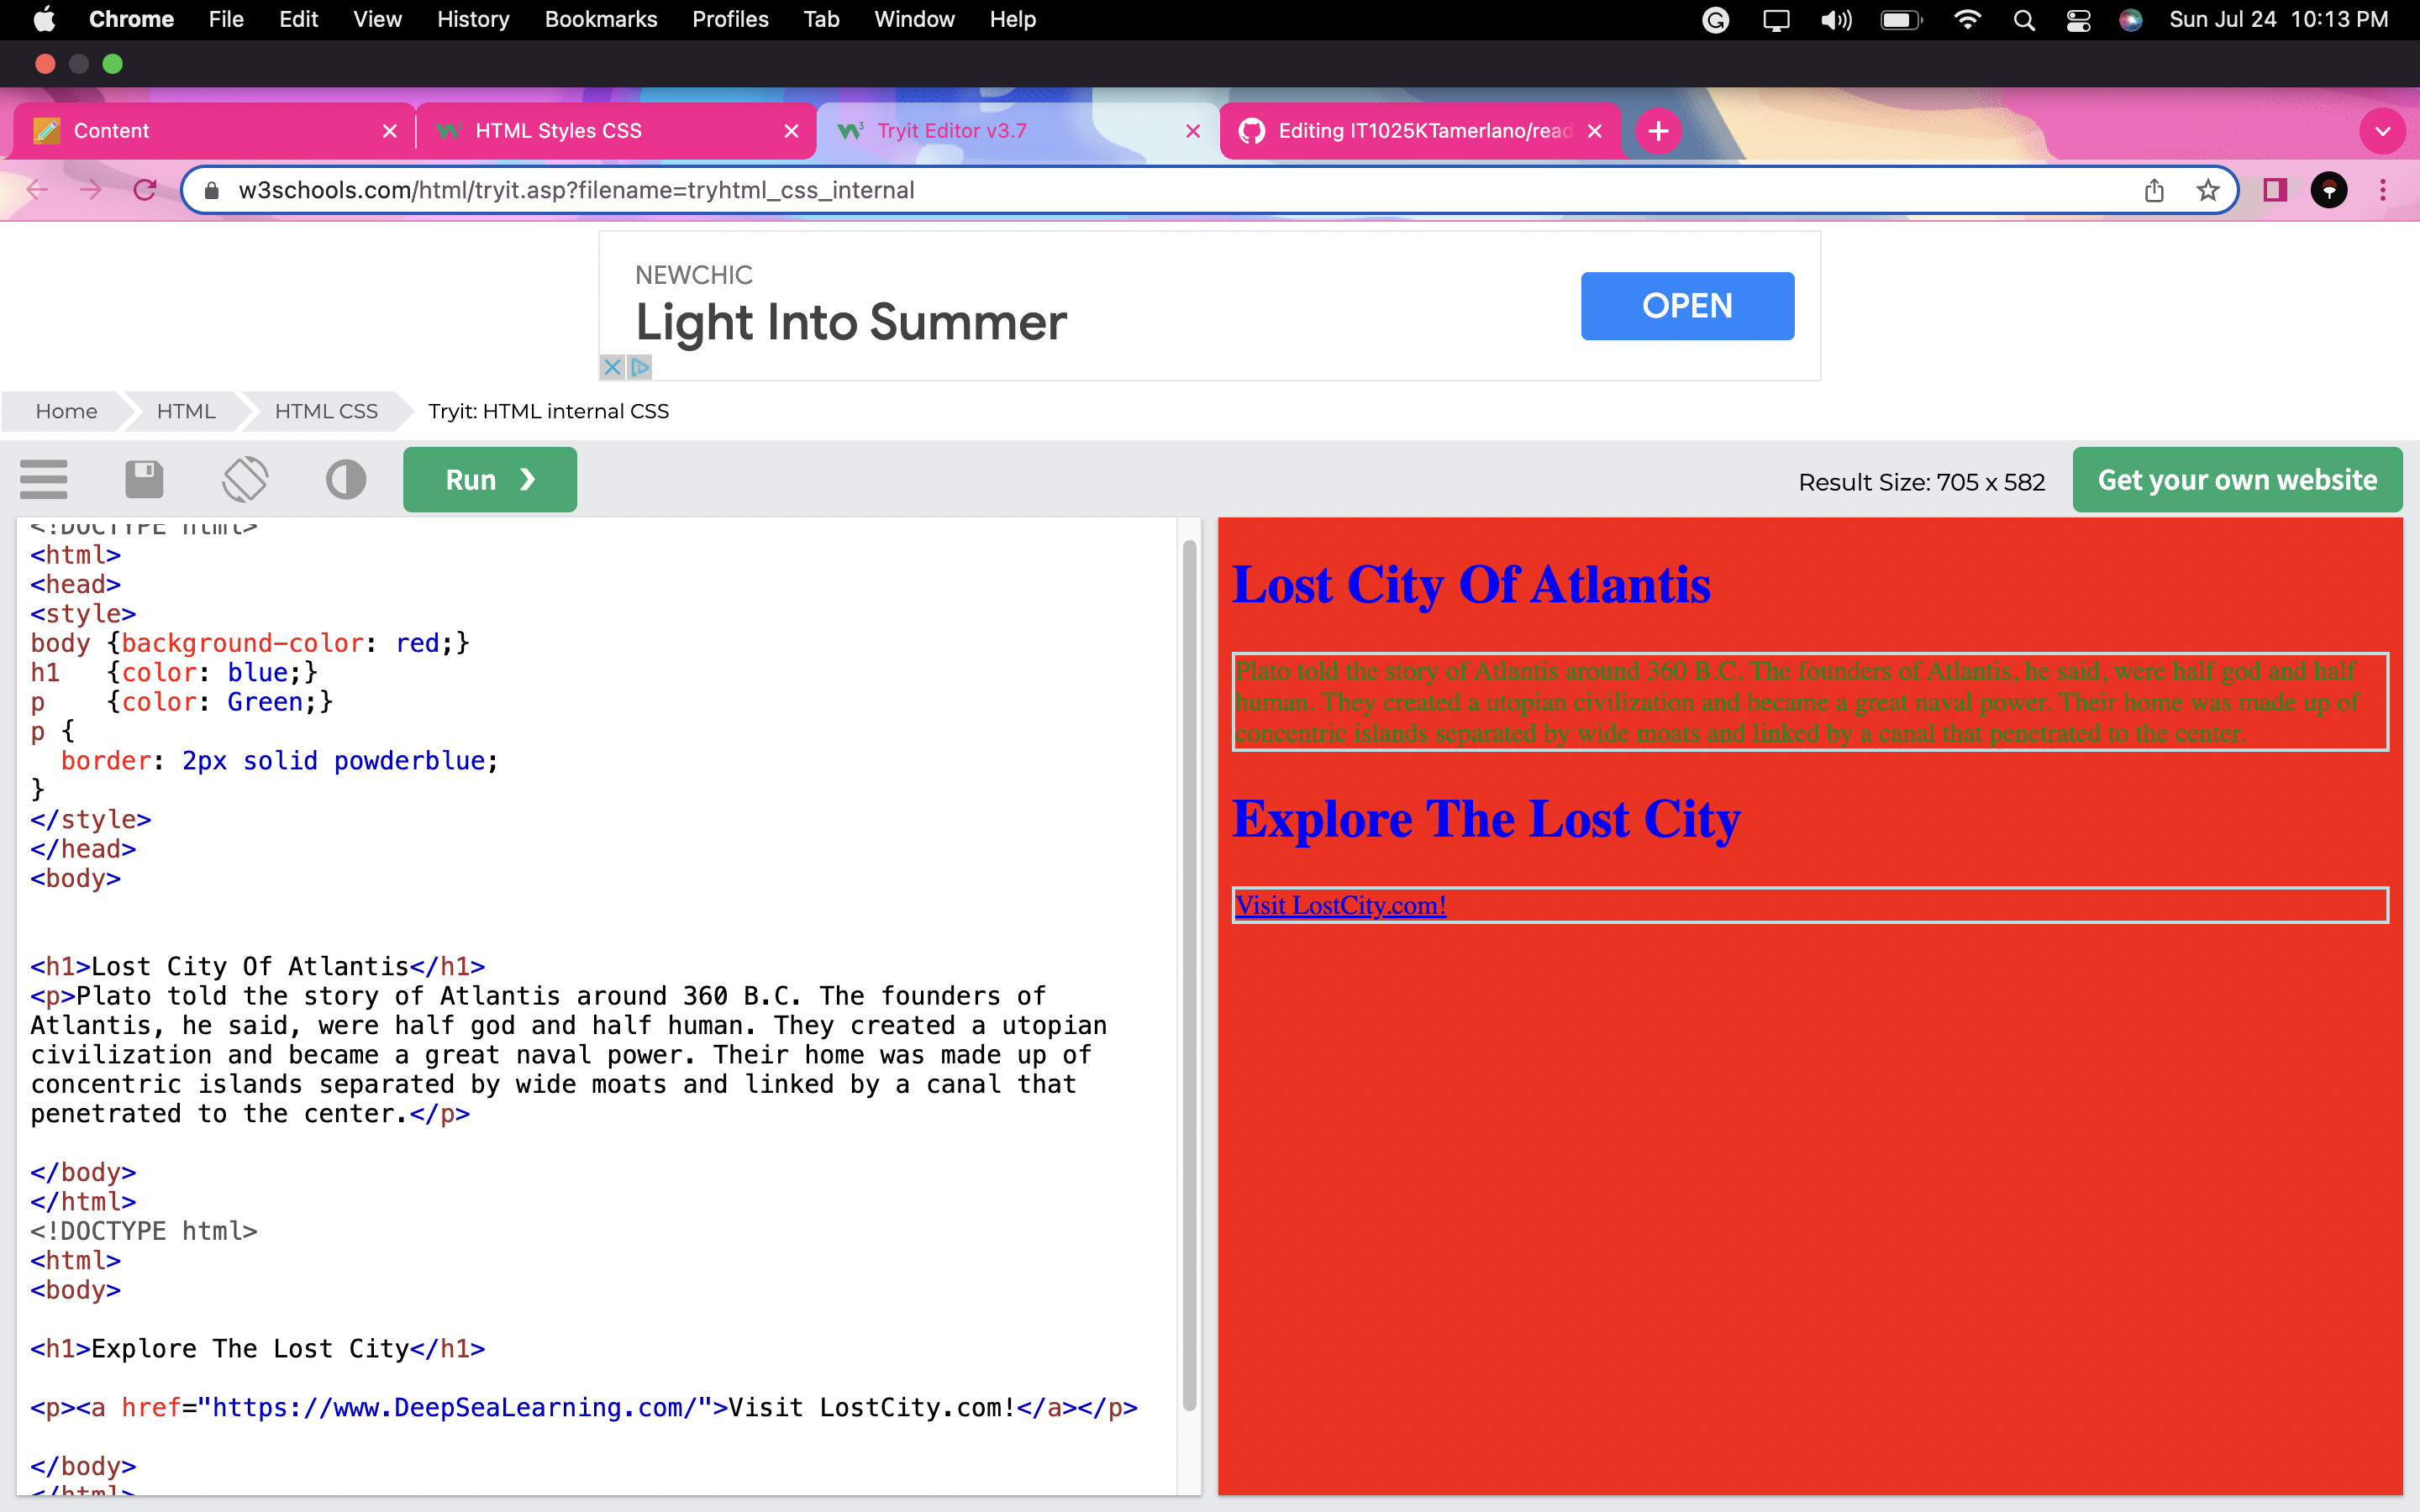 Chrome File Edit View History Bookmarks Profiles Tab Window Help Sun Jul 24 10:13 PM
Content HTML Styles CSS Tryit Editor v3.7 Editing IT1025KTamerlano/read
w3schools.com/html/tryit.asp?filename=tryhtml_css_internal
NEWCHIC
Light Into Summer
OPEN
Home HTML HTML CSS Tryit: HTML internal CSS
Run ❯ Result Size: 705 x 582 Get your own website
<!DOCTYPE html>
<html>
<head>
<style>
body {background-color: red;}
h1   {color: blue;}
p    {color: Green;}
p {
  border: 2px solid powderblue;
}
</style>
</head>
<body>
<h1>Lost City Of Atlantis</h1>
<p>Plato told the story of Atlantis around 360 B.C. The founders of
Atlantis, he said, were half god and half human. They created a utopian
civilization and became a great naval power. Their home was made up of
concentric islands separated by wide moats and linked by a canal that
penetrated to the center.</p>
</body>
</html>
<!DOCTYPE html>
<html>
<body>
<h1>Explore The Lost City</h1>
<p><a href="https://www.DeepSeaLearning.com/">Visit LostCity.com!</a></p>
</body>
</html>
Lost City Of Atlantis
Plato told the story of Atlantis around 360 B.C. The founders of Atlantis, he said, were half god and half
human. They created a utopian civilization and became a great naval power. Their home was made up of
concentric islands separated by wide moats and linked by a canal that penetrated to the center.
Explore The Lost City
Visit LostCity.com!